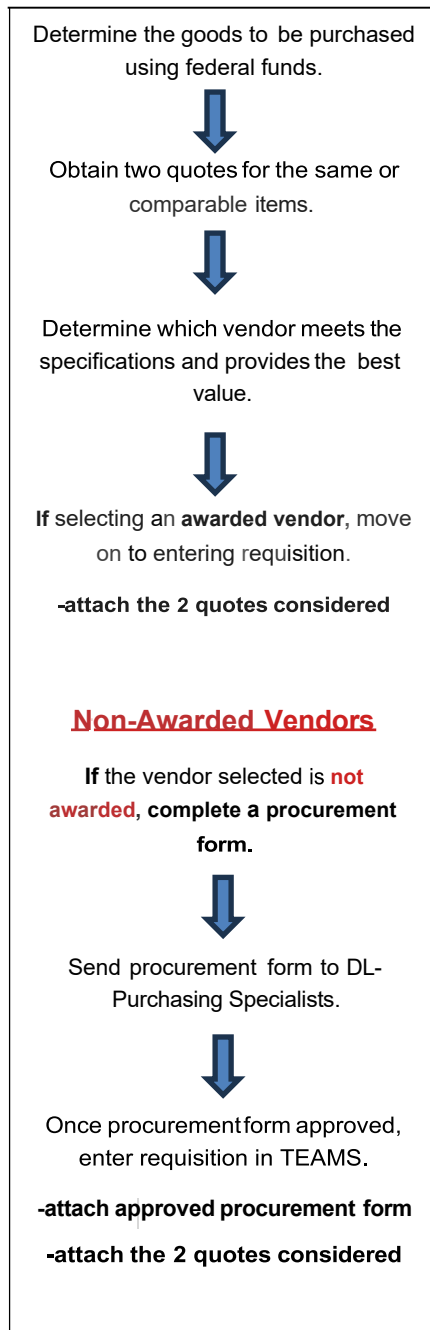 Determine the goods to be purchased
using federal funds.
Obtain two quotes for the same or
comparable items.
Determine which vendor meets the
specifications and provides the best
value.
If selecting an awarded vendor, move
on to entering requisition.
-attach the 2 quotes considered
Non-Awarded Vendors
If the vendor selected is not
awarded, complete a procurement
form.
Send procurement form to DL-
Purchasing Specialists.
Once procurement form approved,
enter requisition in TEAMS.
-attach approved procurement form
-attach the 2 quotes considered